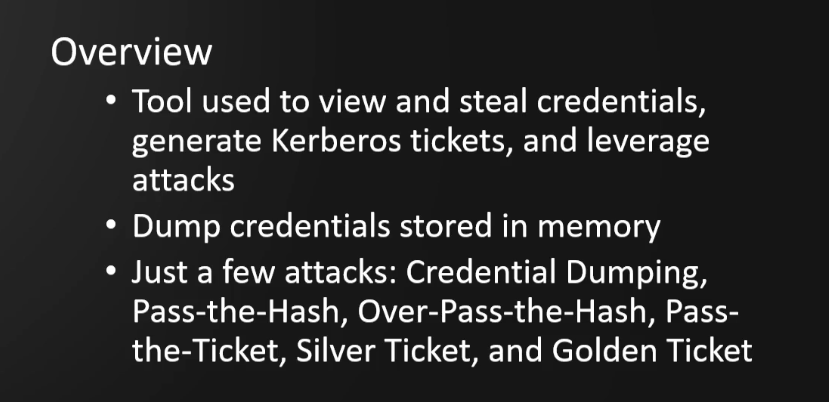 Overview
• Tool used to view and steal credentials,
generate Kerberos tickets, and leverage
attacks
• Dump credentials stored in memory
• Just a few attacks: Credential Dumping,
Pass-the-Hash, Over-Pass-the-Hash, Pass-
the-Ticket, Silver Ticket, and Golden Ticket